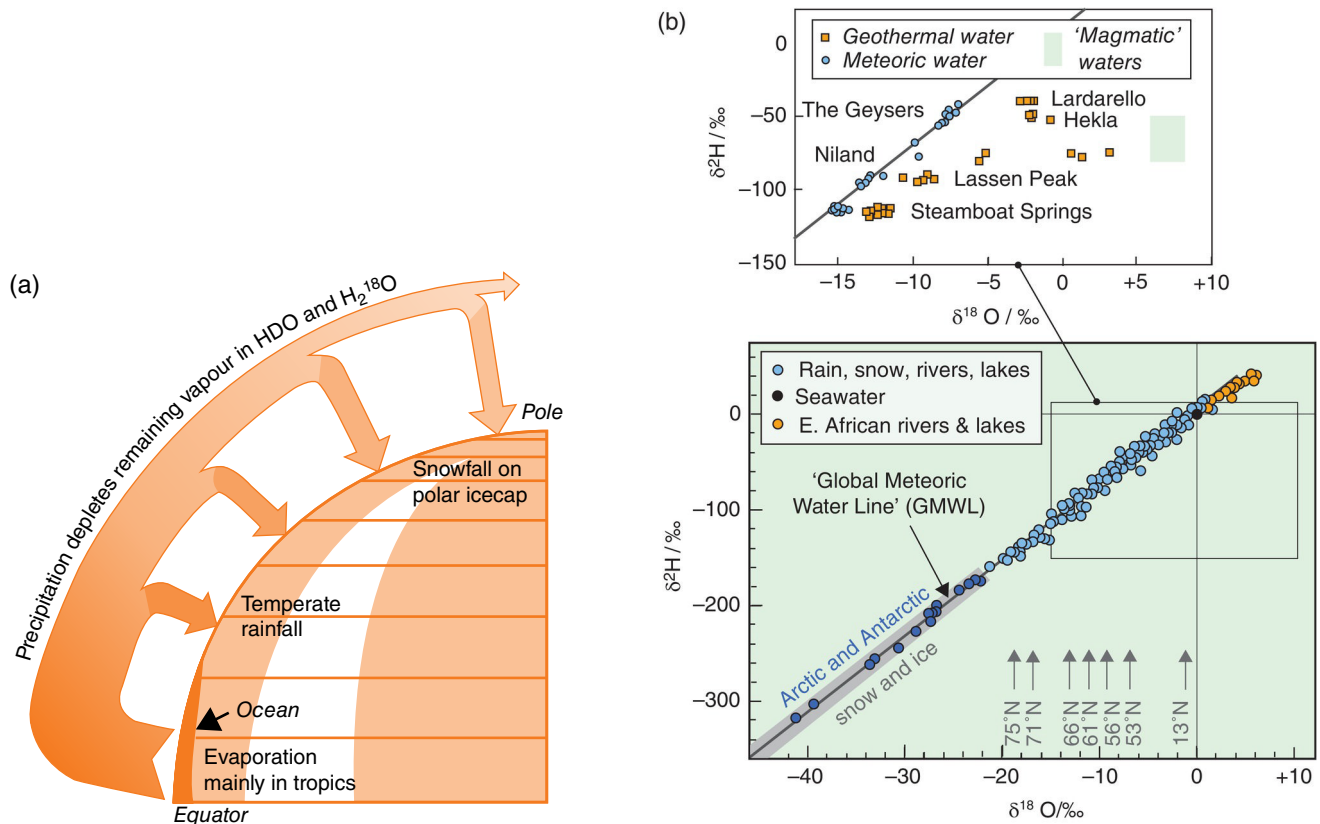 (a)
Precipitation depletes remaining vapour in HDO and H₂¹⁸O
Pole
Snowfall on
polar icecap
Temperate
rainfall
Ocean
Evaporation
mainly in tropics
Equator
(b)
Geothermal water
Meteoric water
'Magmatic'
waters
0
−50
−100
−150
δ²H / ‰
The Geysers
Lardarello
Hekla
Niland
Lassen Peak
Steamboat Springs
−15
−10
−5
0
+5
+10
δ¹⁸ O / ‰
Rain, snow, rivers, lakes
Seawater
E. African rivers & lakes
'Global Meteoric
Water Line' (GMWL)
Arctic and Antarctic
snow and ice
0
−100
−200
−300
δ²H / ‰
75°N
71°N
66°N
61°N
56°N
53°N
13°N
−40
−30
−20
−10
0
+10
δ¹⁸ O/‰